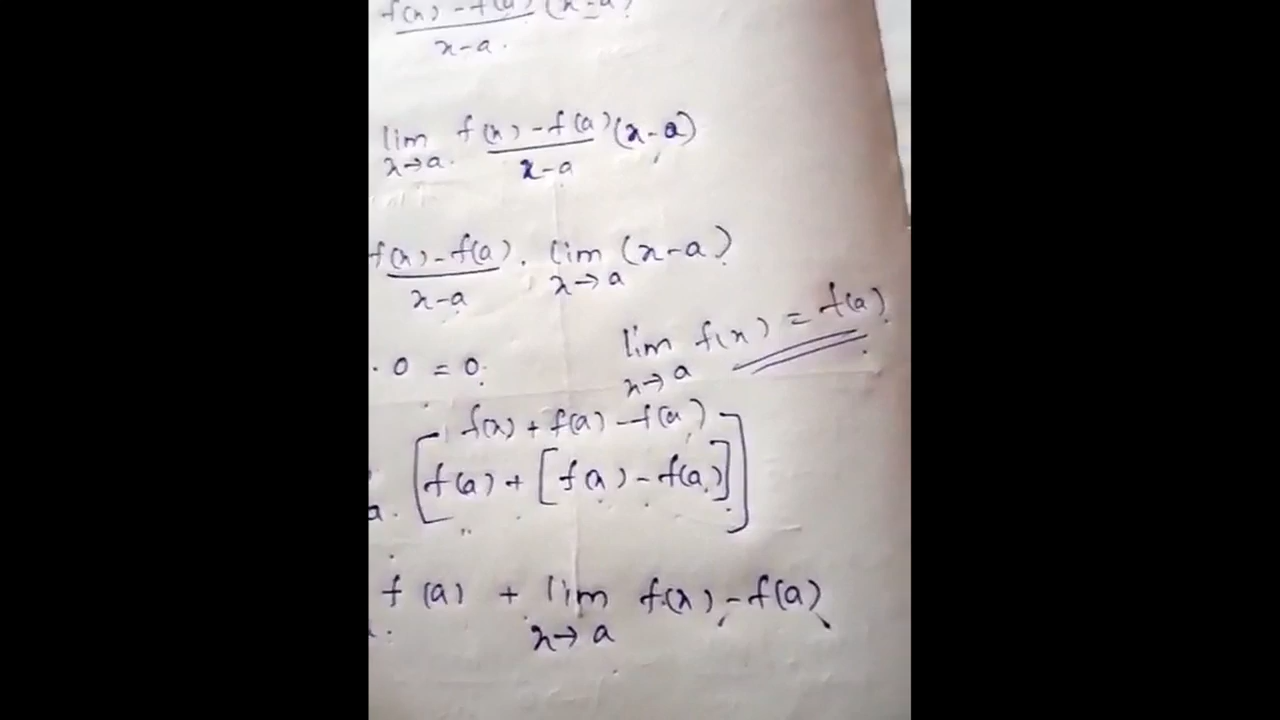 f(x) - f(a) (x-a)
x-a.
lim f(x) - f(a) (x-a)
x→a. x-a
f(x) - f(a). lim (x-a)
x-a x→a
lim f(x) = f(a)
x→a
. 0 = 0
f(x) + f(a) - f(a)
[f(a) + [f(x) - f(a)]]
a.
f(a) + lim f(x) - f(a)
x→a